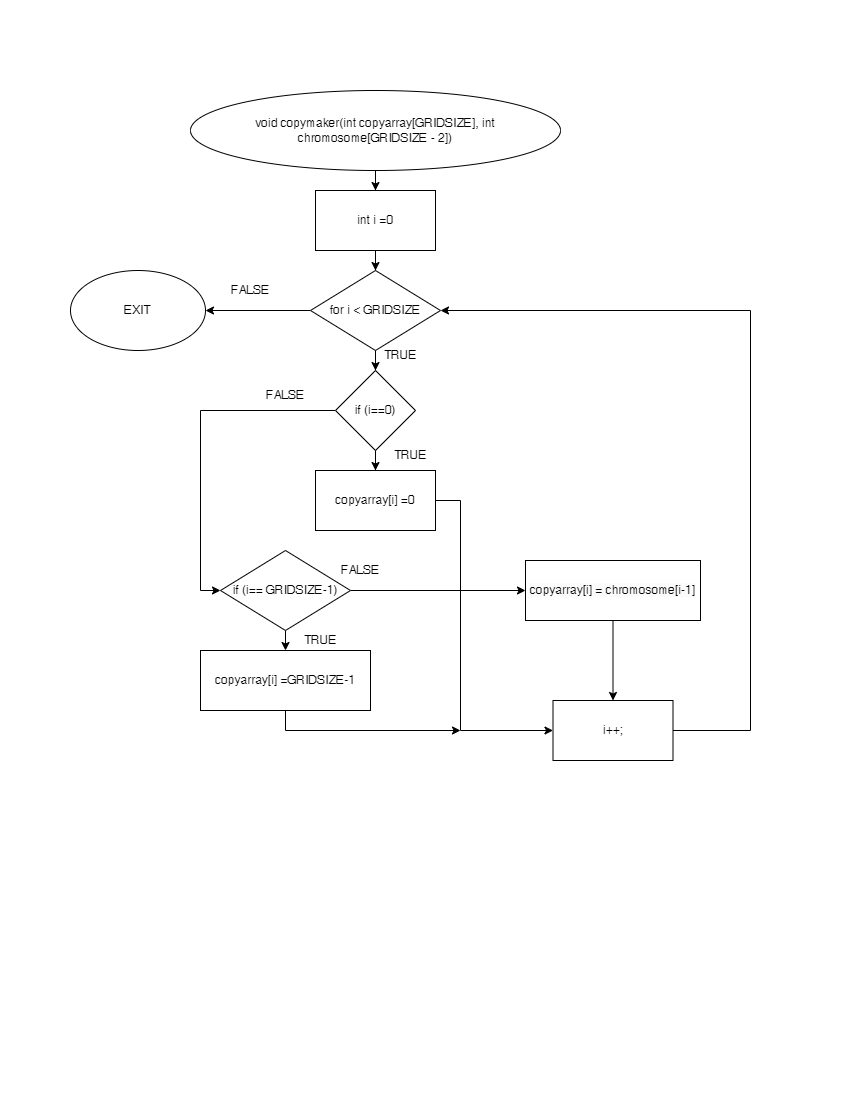 void copymaker(int copyarray[GRIDSIZE], int
chromosome[GRIDSIZE - 2])
int i =0
FALSE
EXIT
for i < GRIDSIZE
TRUE
FALSE
if (i==0)
TRUE
copyarray[i] =0
FALSE
if (i== GRIDSIZE-1)
copyarray[i] = chromosome[i-1]
TRUE
copyarray[i] =GRIDSIZE-1
i++;